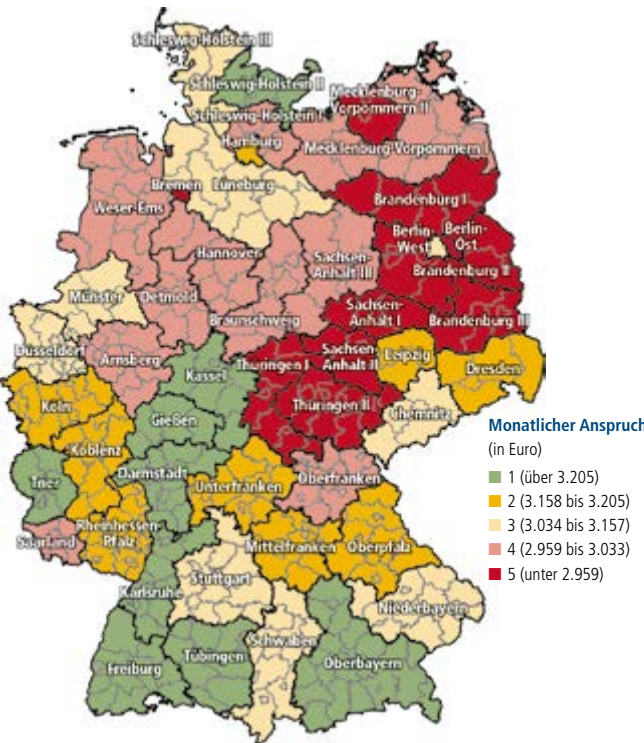 Schleswig-Holstein III
Schleswig-Holstein II
Mecklenburg-
Vorpommern II
Schleswig-Holstein I
Hamburg
Mecklenburg-Vorpommern I
Bremen
Lüneburg
Brandenburg I
Weser-Ems
Berlin-
West
Berlin-
Ost
Hannover
Sachsen-
Anhalt III
Brandenburg II
Münster
Detmold
Braunschweig
Sachsen-
Anhalt I
Brandenburg III
Düsseldorf
Arnsberg
Kassel
Thüringen I
Sachsen-
Anhalt II
Leipzig
Dresden
Köln
Gießen
Thüringen II
Chemnitz
Koblenz
Darmstadt
Trier
Unterfranken
Oberfranken
Saarland
Rheinhessen-
Pfalz
Mittelfranken
Oberpfalz
Karlsruhe
Stuttgart
Niederbayern
Freiburg
Tübingen
Schwaben
Oberbayern
Monatlicher Anspruch
(in Euro)
1 (über 3.205)
2 (3.158 bis 3.205)
3 (3.034 bis 3.157)
4 (2.959 bis 3.033)
5 (unter 2.959)